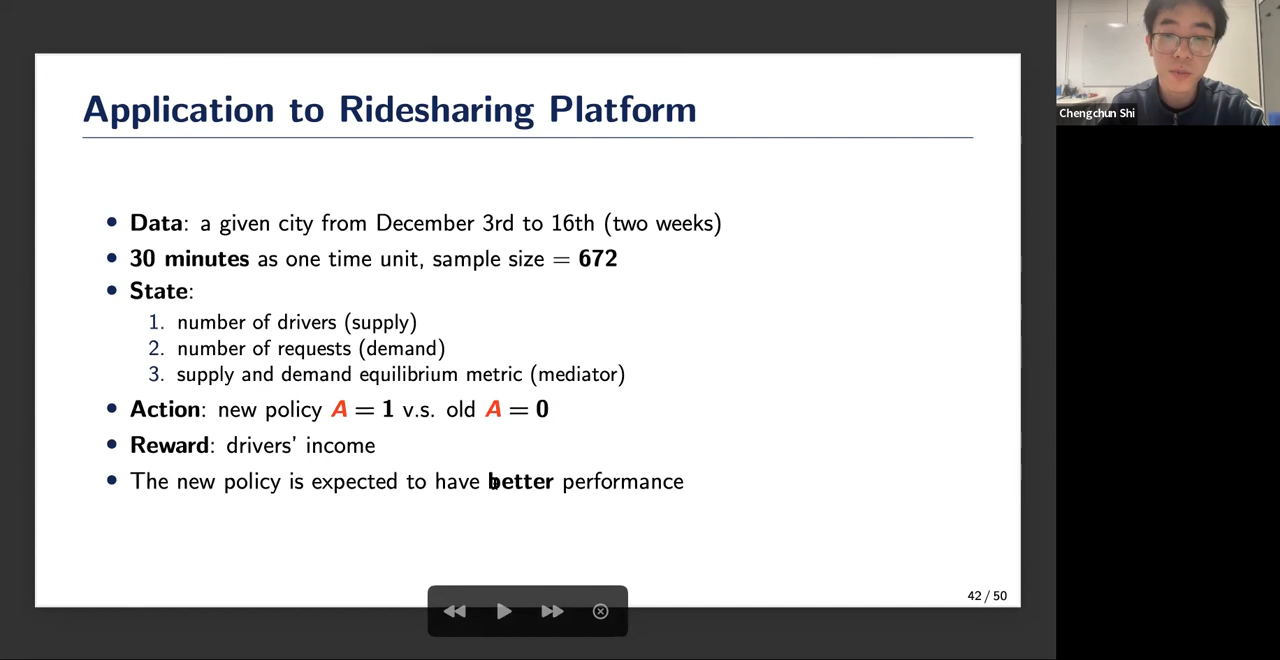 Application to Ridesharing Platform
• Data: a given city from December 3rd to 16th (two weeks)
• 30 minutes as one time unit, sample size = 672
• State:
1. number of drivers (supply)
2. number of requests (demand)
3. supply and demand equilibrium metric (mediator)
• Action: new policy A = 1 v.s. old A = 0
• Reward: drivers' income
• The new policy is expected to have better performance
42 / 50
Chengchun Shi